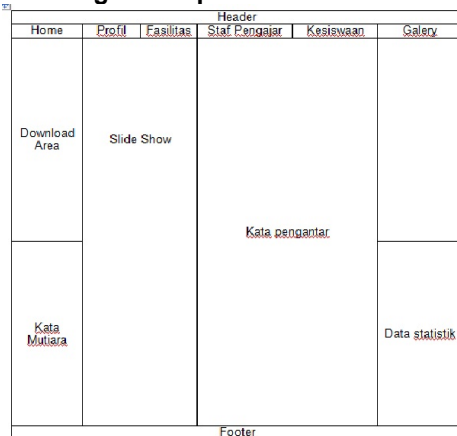 Header
Home Profil Fasilitas Staf Pengajar Kesiswaan Galery
Download
Area
Slide Show
Kata pengantar
Kata
Mutiara
Data statistik
Footer